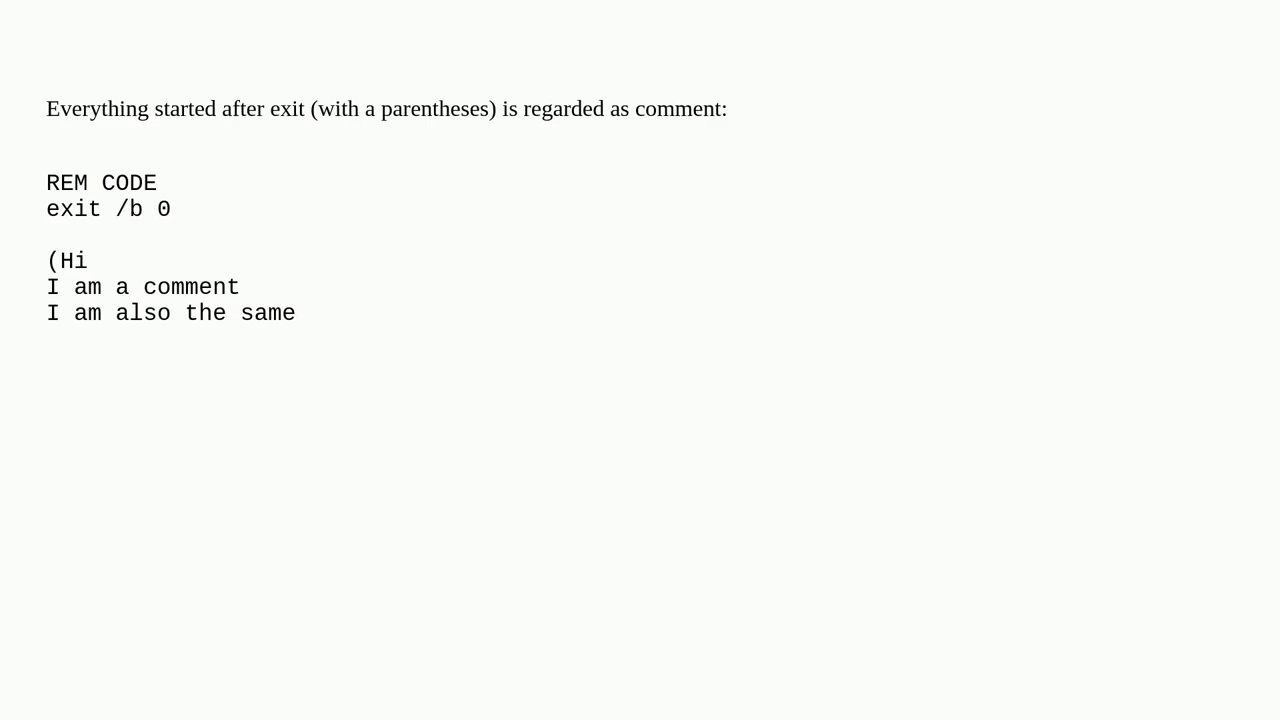 Everything started after exit (with a parentheses) is regarded as comment:
REM CODE
exit /b 0
(Hi
I am a comment
I am also the same